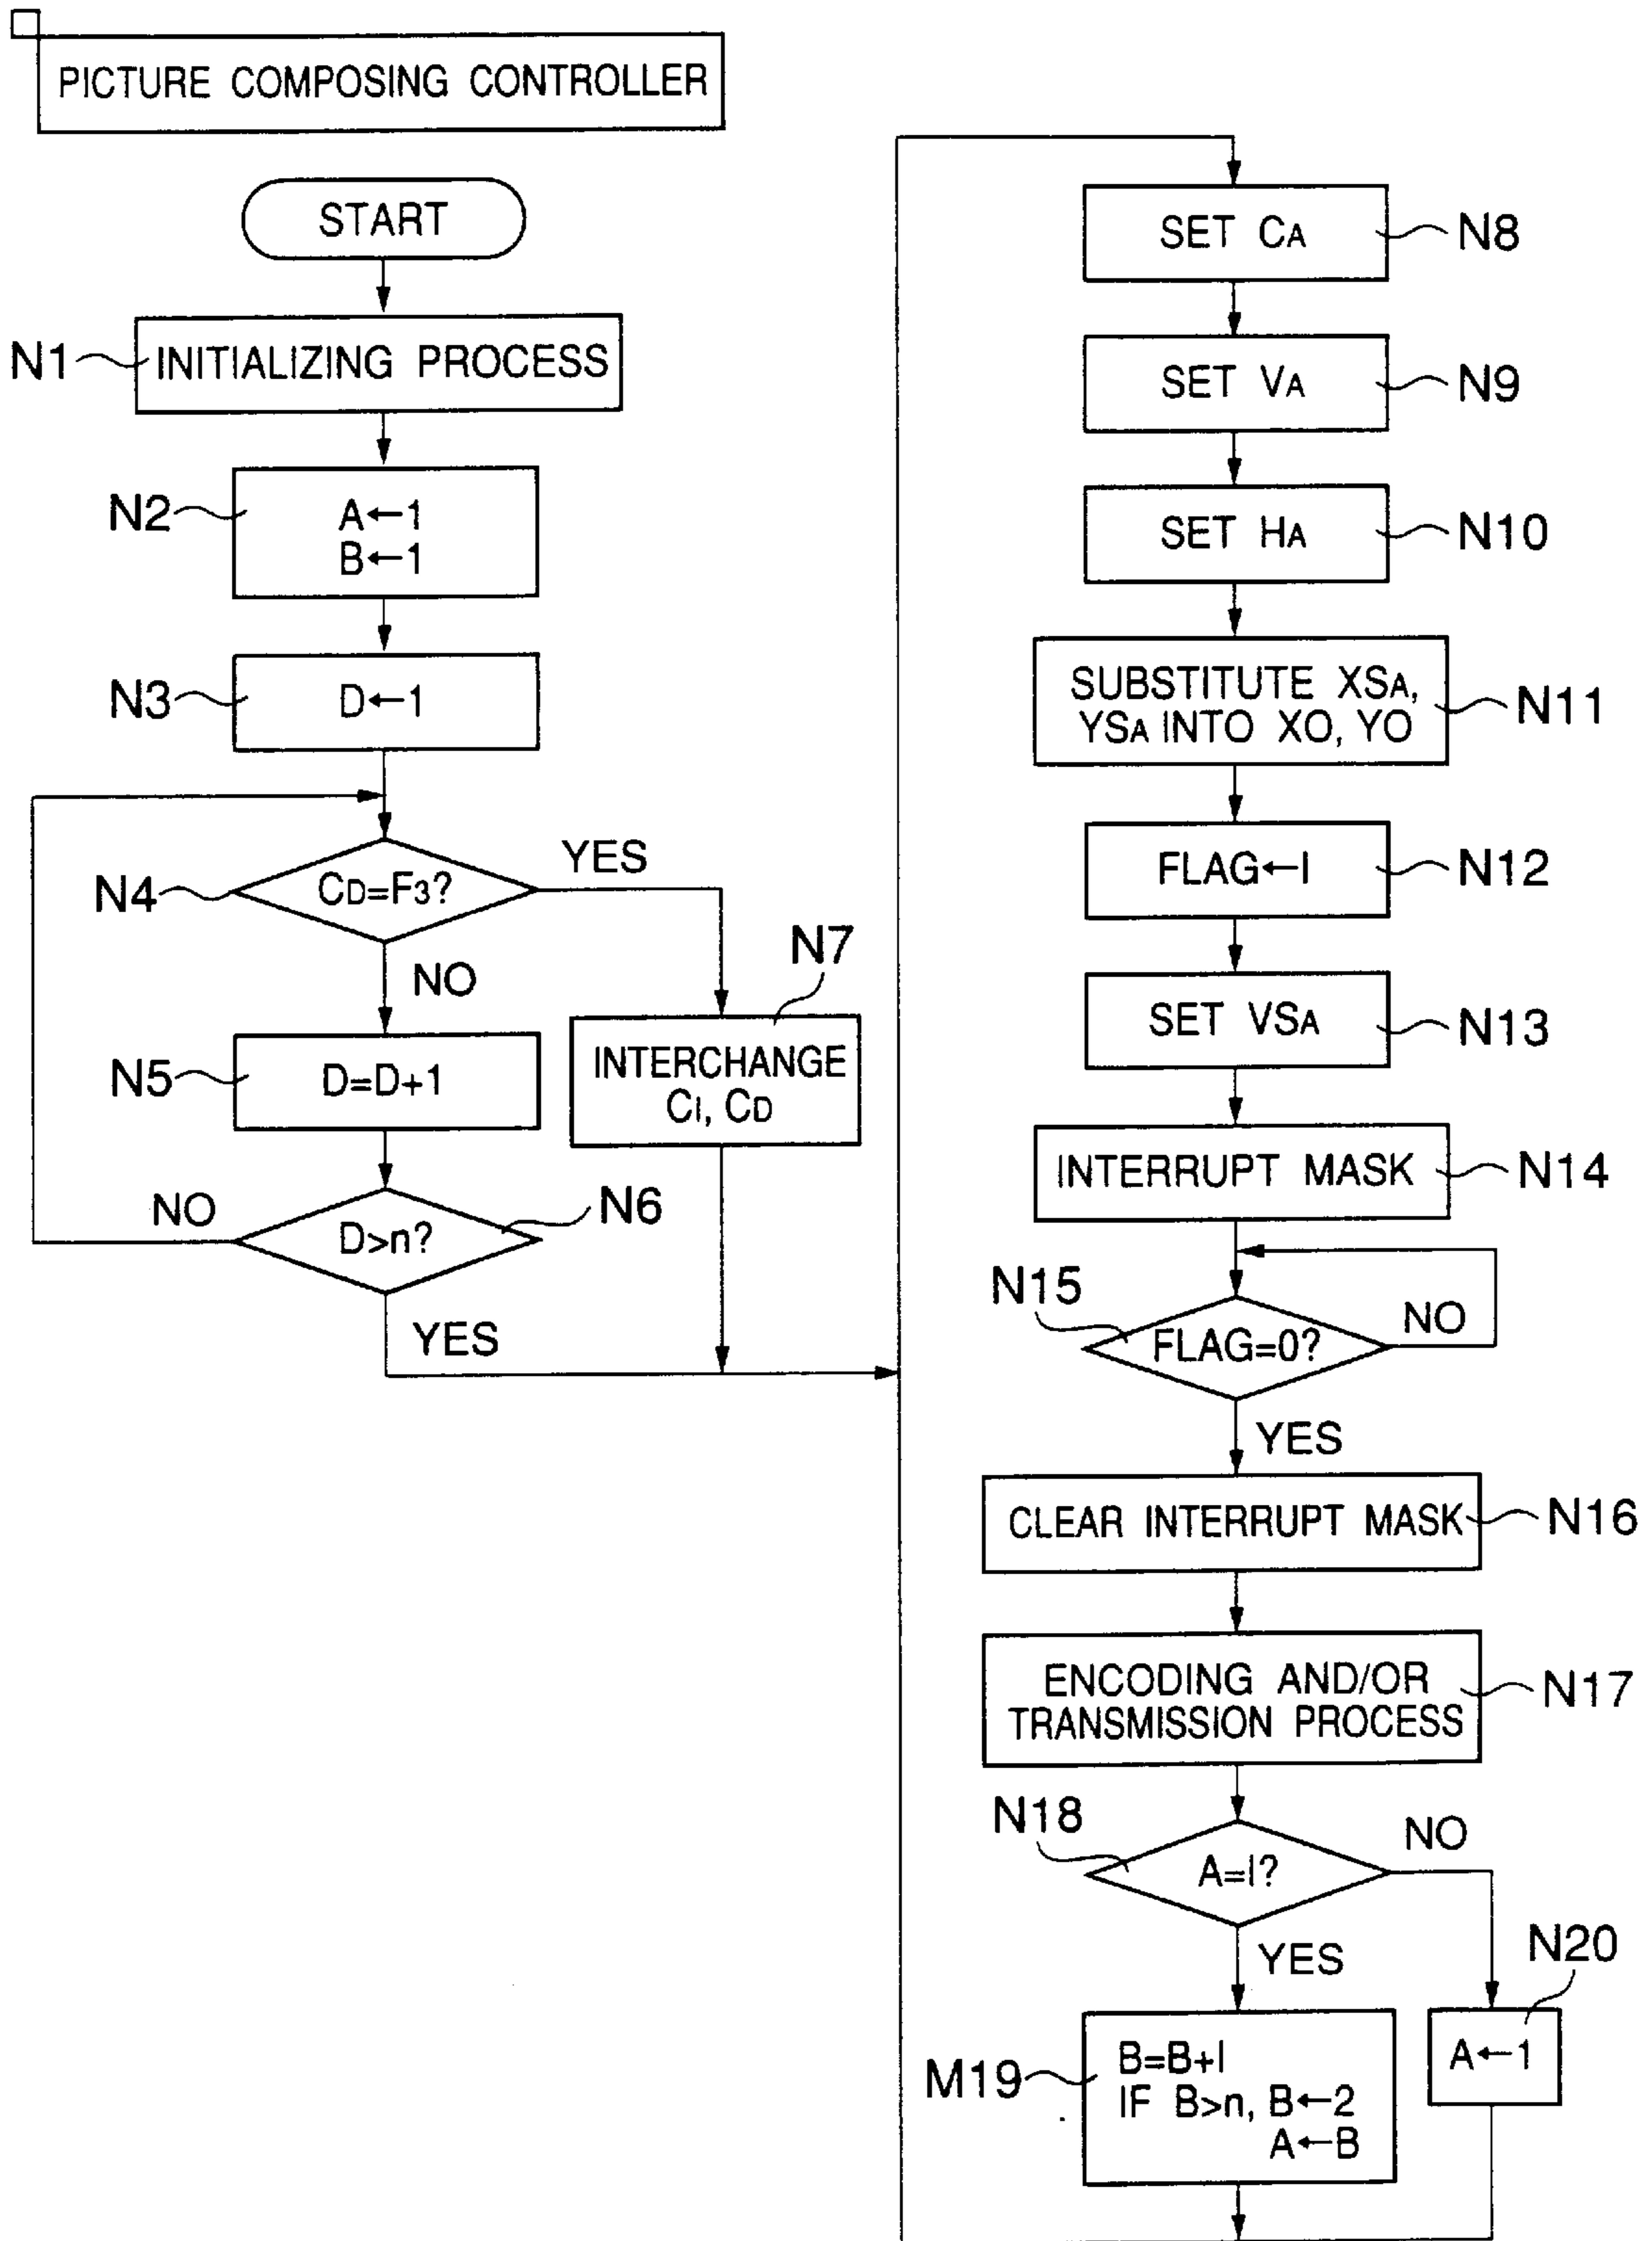 PICTURE COMPOSING CONTROLLER
START
N1
INITIALIZING PROCESS
N2
A←1
B←1
N3
D←1
N4
CD=F3?
YES
NO
N5
D=D+1
N7
INTERCHANGE
CI, CD
N6
D>n?
NO
YES
SET CA
N8
SET VA
N9
SET HA
N10
SUBSTITUTE XSA,
YSA INTO XO, YO
N11
FLAG←I
N12
SET VSA
N13
INTERRUPT MASK
N14
N15
FLAG=0?
NO
YES
CLEAR INTERRUPT MASK
N16
ENCODING AND/OR
TRANSMISSION PROCESS
N17
N18
A=I?
NO
YES
N20
A←1
M19
B=B+I
IF B>n, B←2
A←B